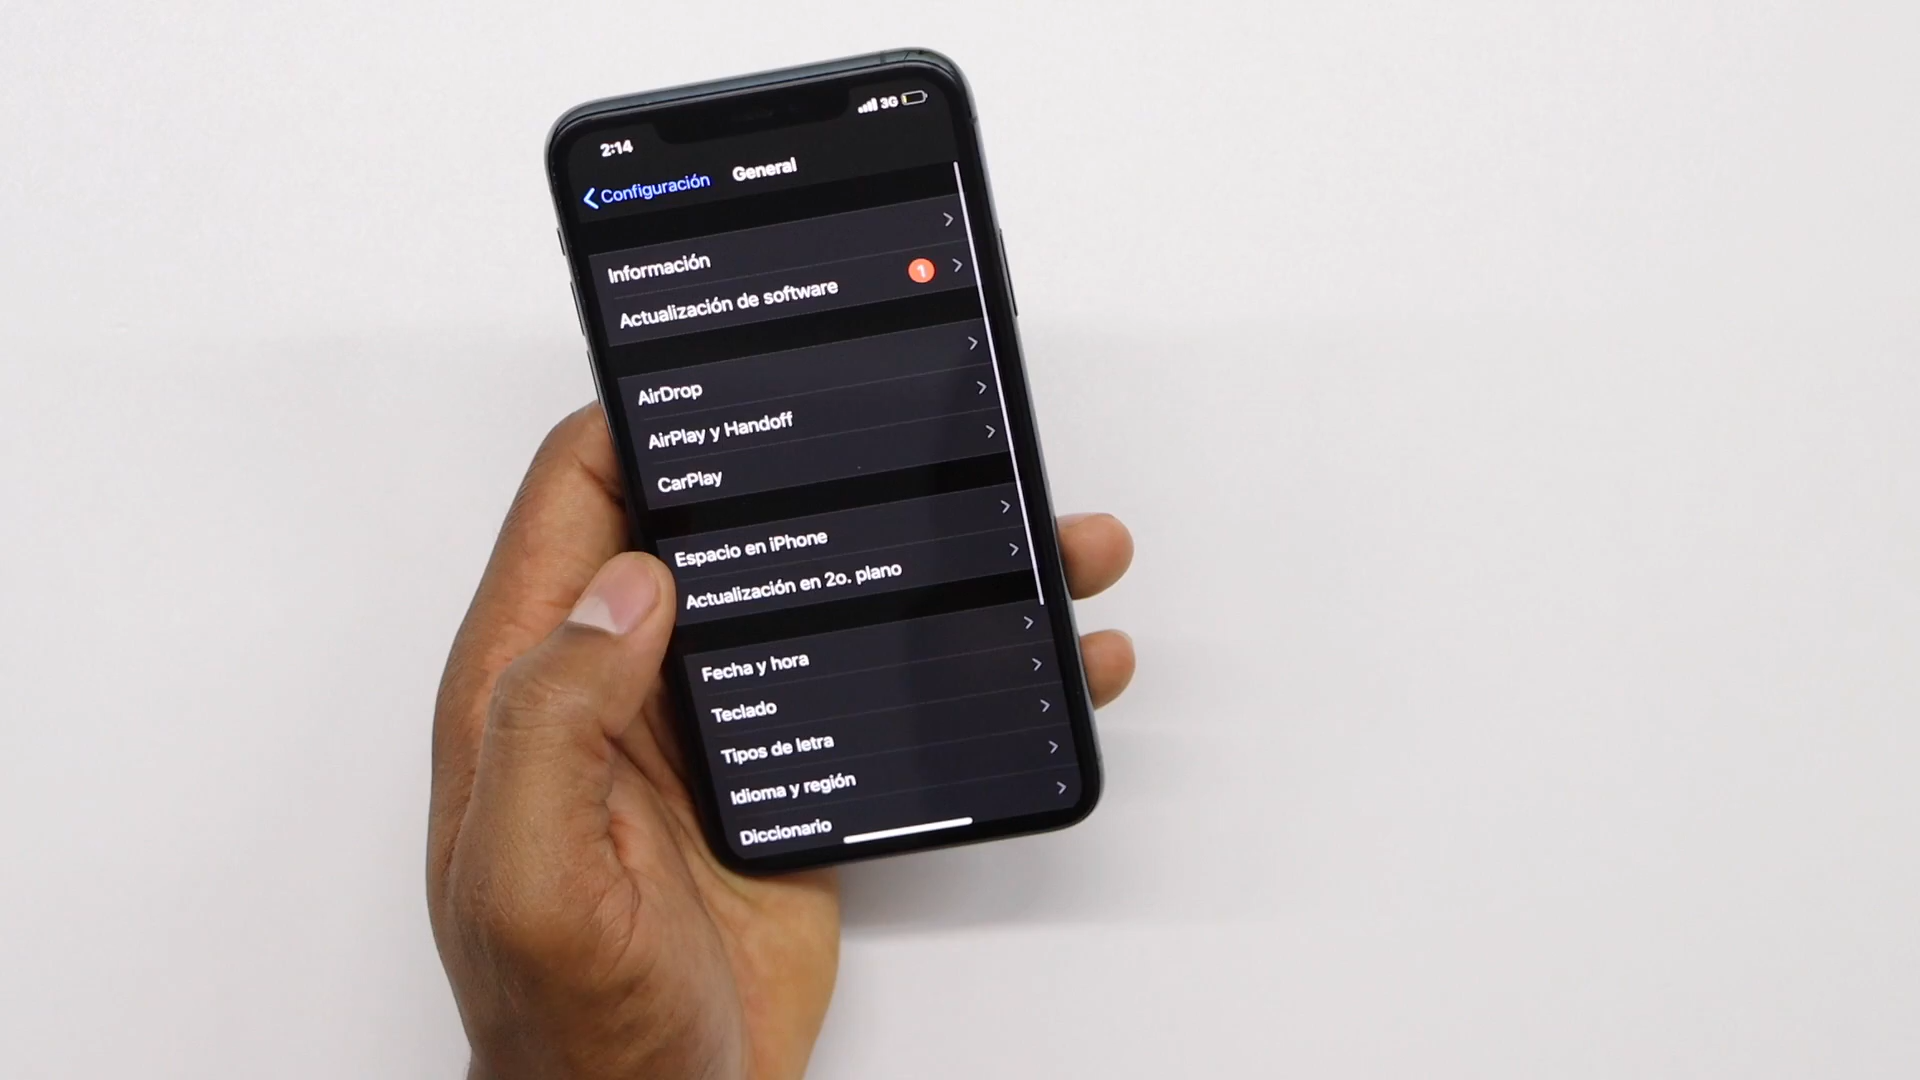 2:14
3G
Configuración
General
Información
Actualización de software
1
AirDrop
AirPlay y Handoff
CarPlay
Espacio en iPhone
Actualización en 2o. plano
Fecha y hora
Teclado
Tipos de letra
Idioma y región
Diccionario